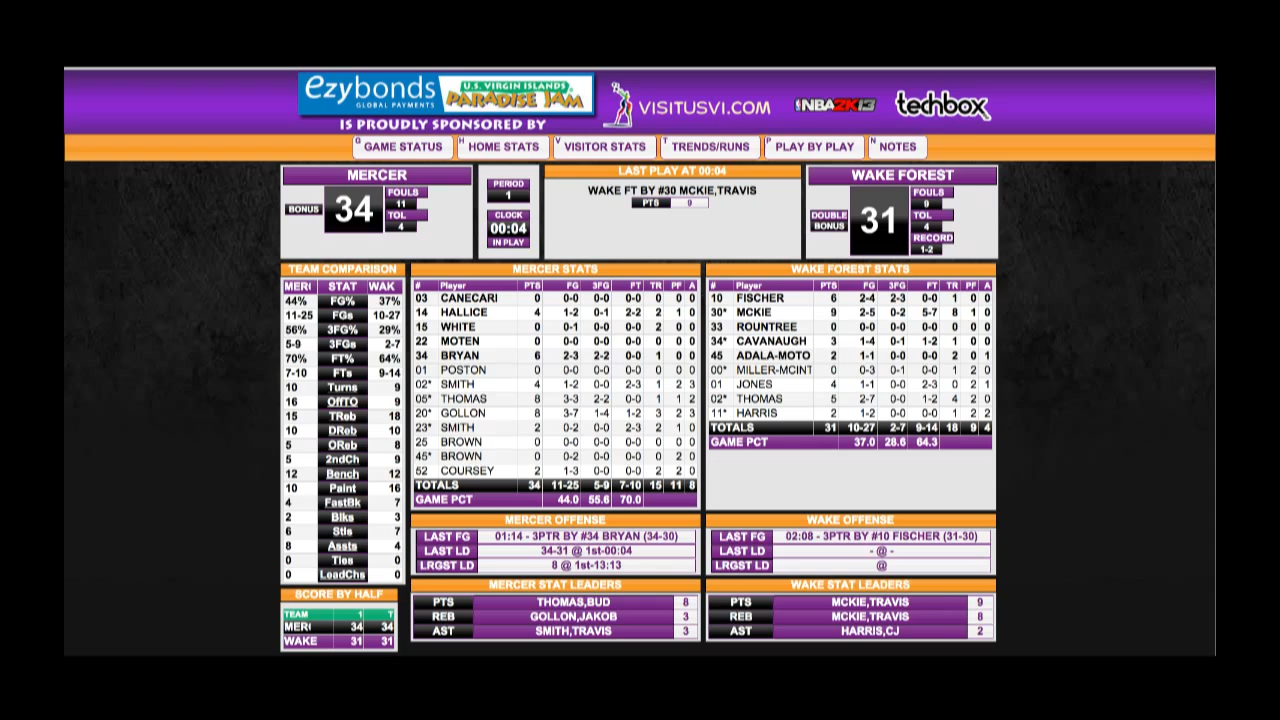 ezybonds
GLOBAL PAYMENTS
U.S. VIRGIN ISLANDS
PARADISE JAM
IS PROUDLY SPONSORED BY
VISITUSVI.COM
NBA2K13
techbox
G GAME STATUS H HOME STATS V VISITOR STATS T TRENDS/RUNS P PLAY BY PLAY N NOTES
MERCER
BONUS 34 FOULS 11 TOL 4
PERIOD 1
CLOCK 00:04 IN PLAY
LAST PLAY AT 00:04
WAKE FT BY #30 MCKIE,TRAVIS
PTS 9
WAKE FOREST
DOUBLE BONUS 31 FOULS 9 TOL 4 RECORD 1-2
TEAM COMPARISON
MERC STAT WAK
44% FG% 37%
11-25 FGs 10-27
56% 3FG% 29%
5-9 3FGs 2-7
70% FT% 64%
7-10 FTs 9-14
10 Turns 9
16 OffTO 9
15 TReb 18
10 DReb 10
5 OReb 8
5 2ndCh 9
12 Bench 12
10 Paint 16
4 FastBk 7
2 Blks 3
6 Stls 7
8 Assts 4
0 Ties 0
0 LeadChs 0
SCORE BY HALF
TEAM 1 T
MERC 34 34
WAKE 31 31
MERCER STATS
# Player PTS FG 3FG FT TR PF A
03 CANECARI 0 0-0 0-0 0-0 0 0 0
14 HALLICE 4 1-2 0-1 2-2 2 1 0
15 WHITE 0 0-1 0-0 0-0 2 0 0
22 MOTEN 0 0-0 0-0 0-0 0 0 0
34 BRYAN 6 2-3 2-2 0-0 1 0 0
01 POSTON 0 0-0 0-0 0-0 0 0 0
02* SMITH 4 1-2 0-0 2-3 1 2 3
05* THOMAS 8 3-3 2-2 0-0 1 1 2
20* GOLLON 8 3-7 1-4 1-2 3 2 3
23* SMITH 2 0-2 0-0 2-3 2 1 0
25 BROWN 0 0-0 0-0 0-0 0 0 0
45* BROWN 0 0-2 0-0 0-0 0 2 0
52 COURSEY 2 1-3 0-0 0-0 2 2 0
TOTALS 34 11-25 5-9 7-10 15 11 8
GAME PCT 44.0 55.6 70.0
MERCER OFFENSE
LAST FG 01:14 - 3PTR BY #34 BRYAN (34-30)
LAST LD 34-31 @ 1st-00:04
LRGST LD 8 @ 1st-13:13
MERCER STAT LEADERS
PTS THOMAS,BUD 8
REB GOLLON,JAKOB 3
AST SMITH,TRAVIS 3
WAKE FOREST STATS
# Player PTS FG 3FG FT TR PF A
10 FISCHER 6 2-4 2-3 0-0 1 0 0
30* MCKIE 9 2-5 0-2 5-7 8 1 0
33 ROUNTREE 0 0-0 0-0 0-0 0 0 0
34* CAVANAUGH 3 1-4 0-1 1-2 1 0 0
45 ADALA-MOTO 2 1-1 0-0 0-0 2 0 1
00* MILLER-MCINT 0 0-3 0-1 0-0 1 2 0
01 JONES 4 1-1 0-0 2-3 0 2 1
02* THOMAS 5 2-7 0-0 1-2 4 2 0
11* HARRIS 2 1-2 0-0 0-0 1 2 2
TOTALS 31 10-27 2-7 9-14 18 9 4
GAME PCT 37.0 28.6 64.3
WAKE OFFENSE
LAST FG 02:08 - 3PTR BY #10 FISCHER (31-30)
LAST LD - @ -
LRGST LD @
WAKE STAT LEADERS
PTS MCKIE,TRAVIS 9
REB MCKIE,TRAVIS 8
AST HARRIS,CJ 2